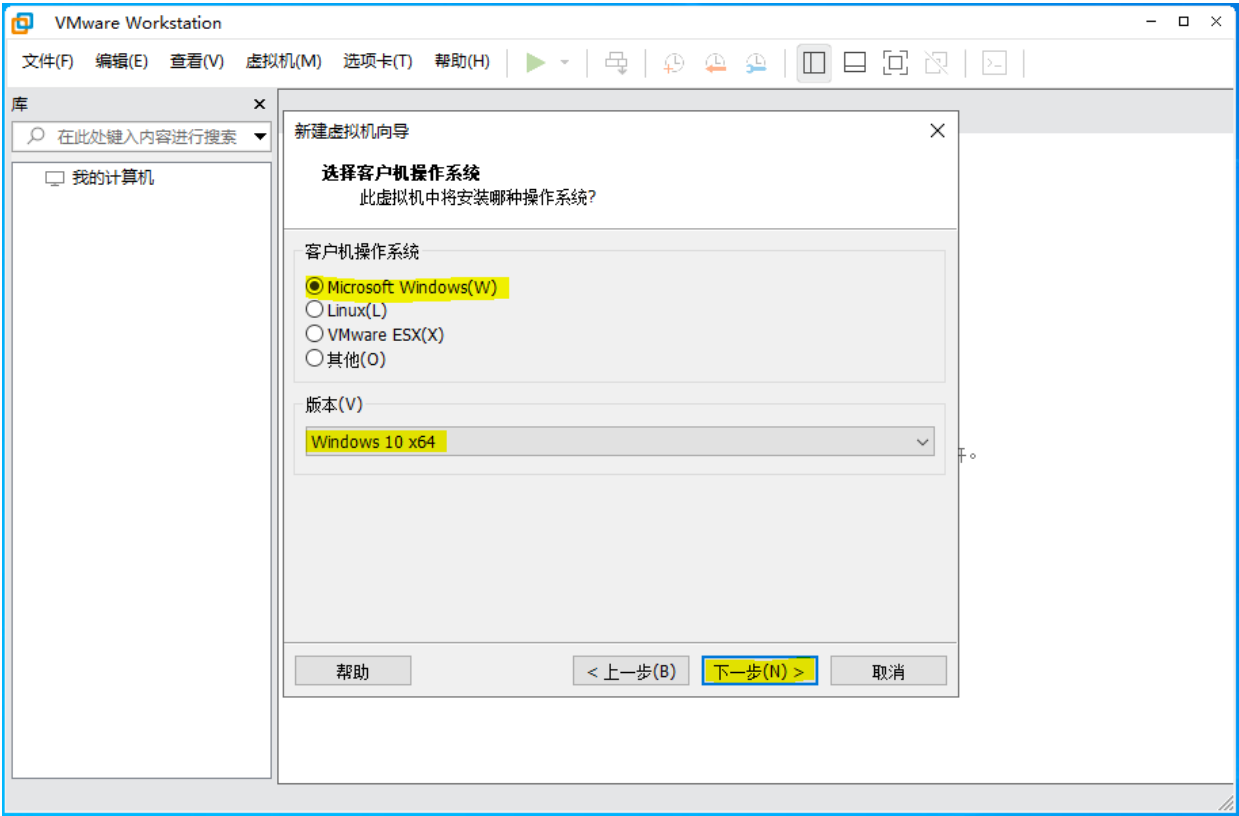 VMware Workstation
文件(F) 编辑(E) 查看(V) 虚拟机(M) 选项卡(T) 帮助(H)
库
在此处键入内容进行搜索
我的计算机
新建虚拟机向导
选择客户机操作系统
此虚拟机中将安装哪种操作系统?
客户机操作系统
Microsoft Windows(W)
Linux(L)
VMware ESX(X)
其他(O)
版本(V)
Windows 10 x64
帮助 < 上一步(B) 下一步(N) > 取消